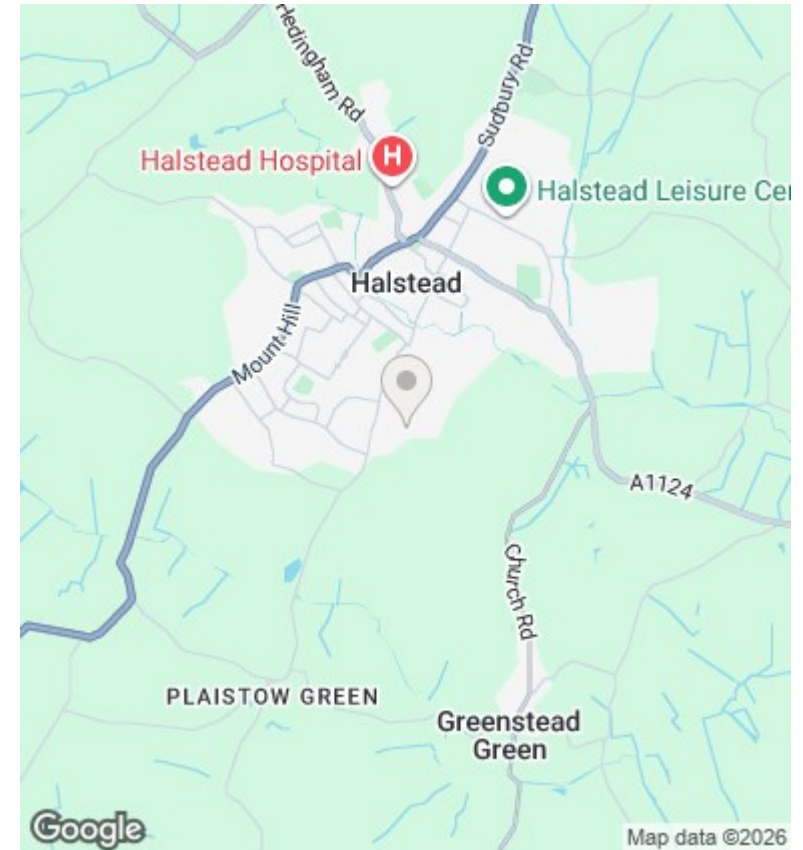 Hedingham Rd
Sudbury Rd
Halstead Hospital
H
Halstead Leisure Cer
Halstead
Mount Hill
A1124
Church Rd
PLAISTOW GREEN
Greenstead
Green
Google
Map data ©2026